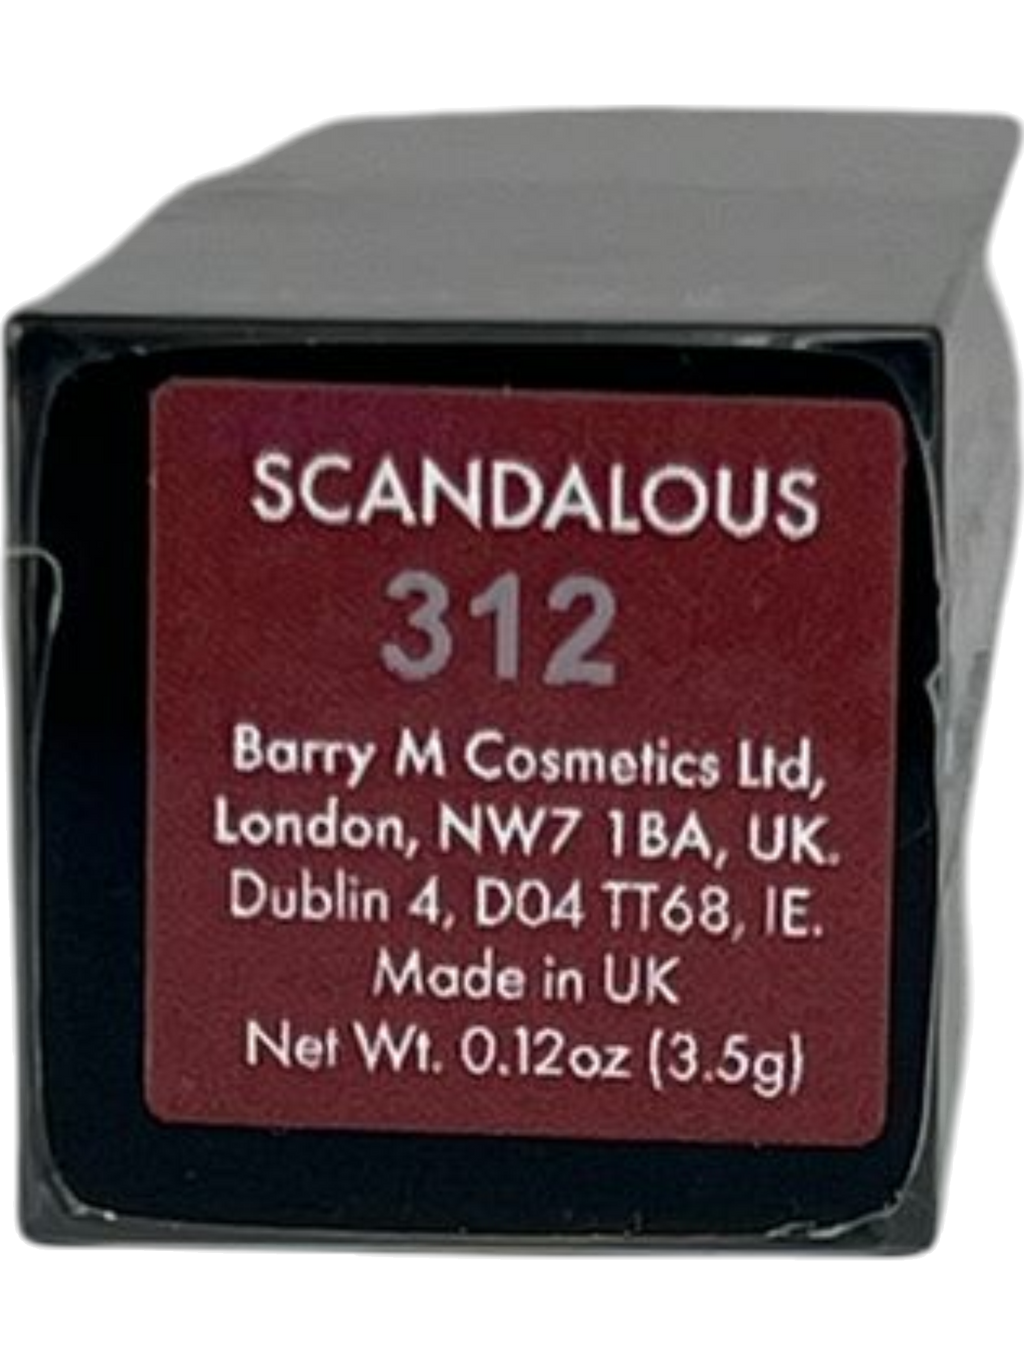 SCANDALOUS
312
Barry M Cosmetics Ltd,
London, NW7 1BA, UK.
Dublin 4, D04 TT68, IE.
Made in UK
Net Wt. 0.12oz (3.5g)